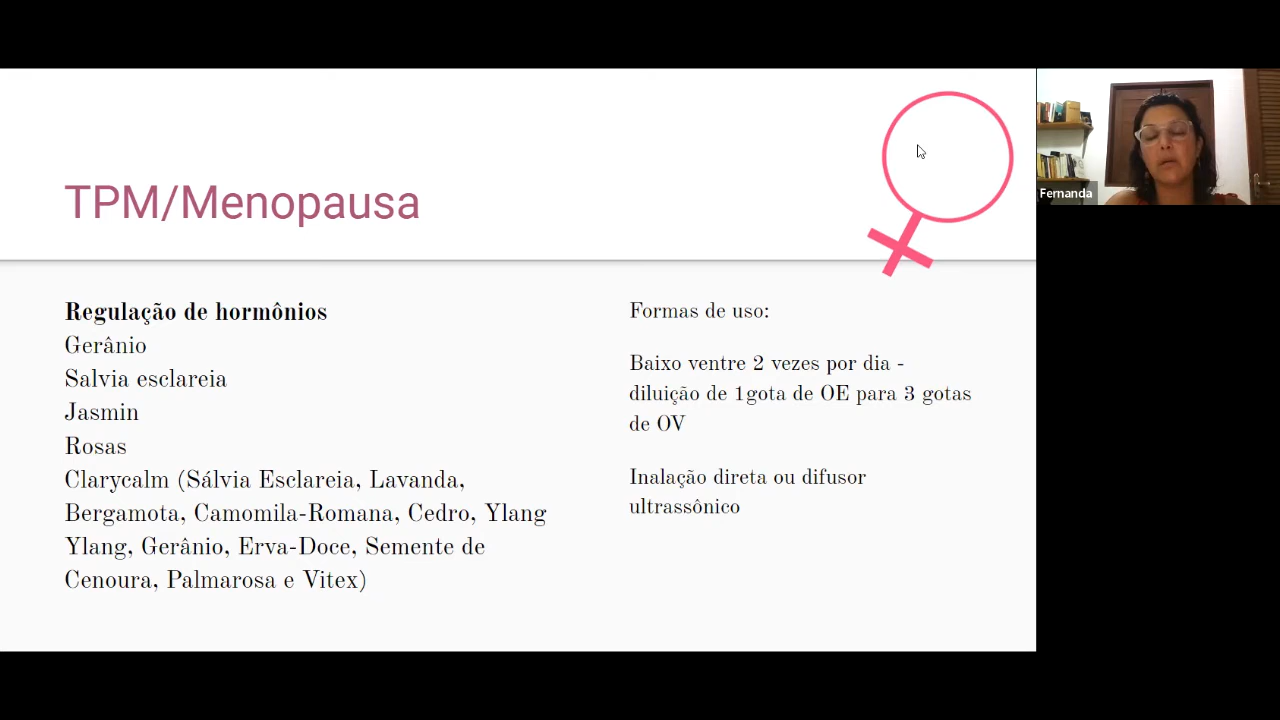 TPM/Menopausa
Regulação de hormônios
Gerânio
Salvia esclareia
Jasmin
Rosas
Clarycalm (Sálvia Esclareia, Lavanda,
Bergamota, Camomila-Romana, Cedro, Ylang
Ylang, Gerânio, Erva-Doce, Semente de
Cenoura, Palmarosa e Vitex)
Formas de uso:
Baixo ventre 2 vezes por dia -
diluição de 1gota de OE para 3 gotas
de OV
Inalação direta ou difusor
ultrassônico
Fernanda